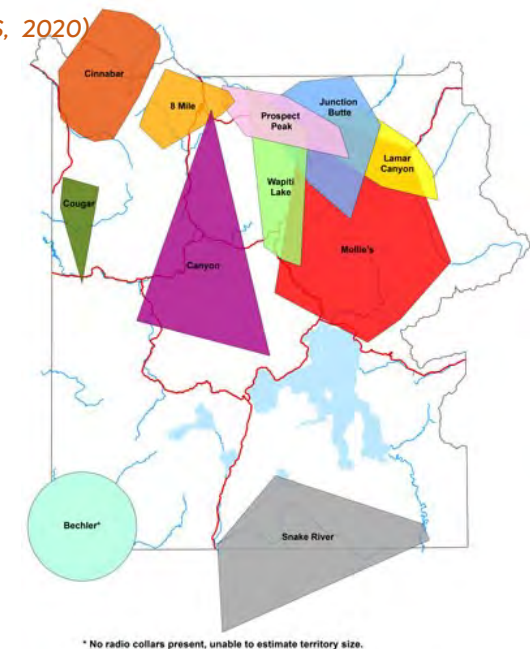 S, 2020)
Cinnabar
8 Mile
Prospect
Peak
Junction
Butte
Lamar
Canyon
Wapiti
Lake
Cougar
Canyon
Mollie's
Bechler*
Snake River
* No radio collars present, unable to estimate territory size.